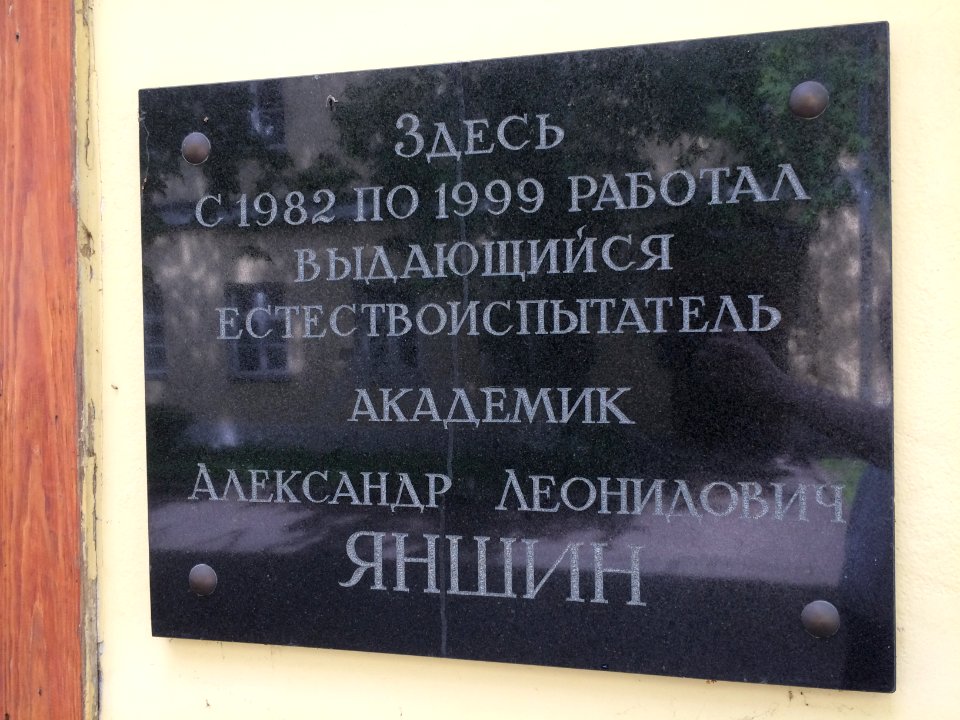 Здесь
с 1982 по 1999 работал
выдающийся
естествоиспытатель
академик
Александр Леонидович
Яншин